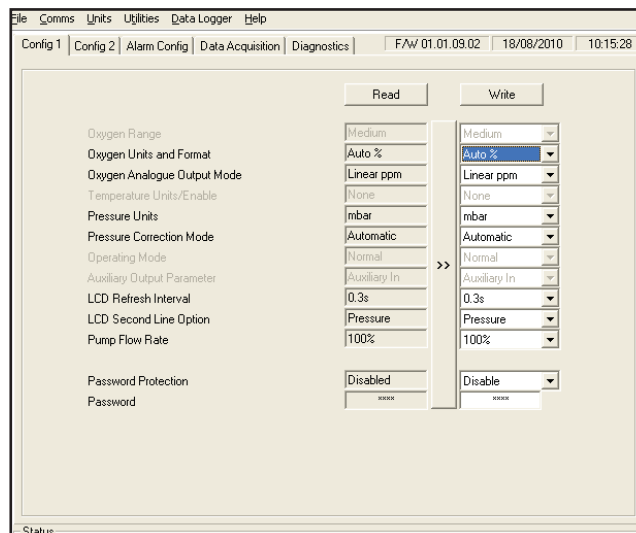 File Comms Units Utilities Data Logger Help
Config 1 Config 2 Alarm Config Data Acquisition Diagnostics F/W 01.01.09.02 18/08/2010 10:15:28
Read Write
Oxygen Range Medium Medium
Oxygen Units and Format Auto % Auto %
Oxygen Analogue Output Mode Linear ppm Linear ppm
Temperature Units/Enable None None
Pressure Units mbar mbar
Pressure Correction Mode Automatic Automatic
Operating Mode Normal Normal
>>
Auxiliary Output Parameter Auxiliary In Auxiliary In
LCD Refresh Interval 0.3s 0.3s
LCD Second Line Option Pressure Pressure
Pump Flow Rate 100% 100%
Password Protection Disabled Disable
Password **** ****
Status